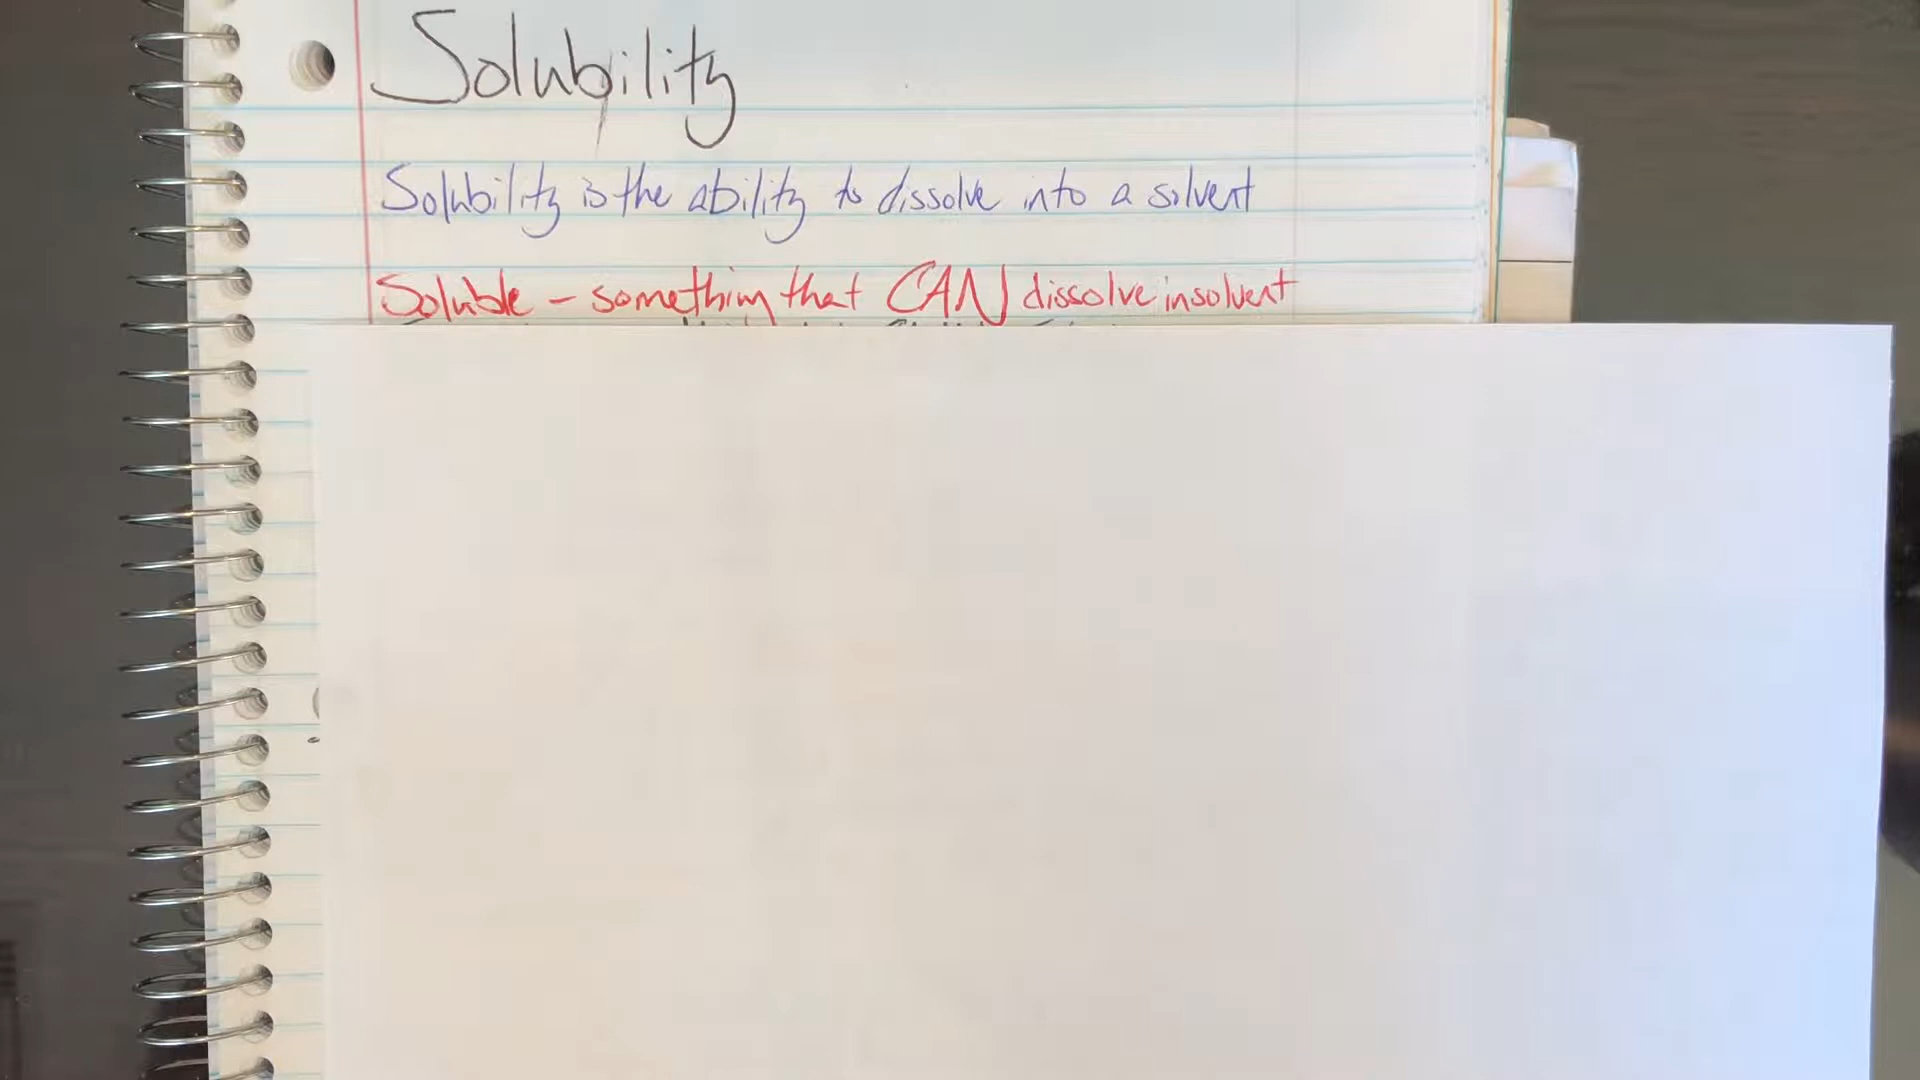 Solubility
Solubility is the ability to dissolve into a solvent
Soluble - something that CAN dissolve in solvent